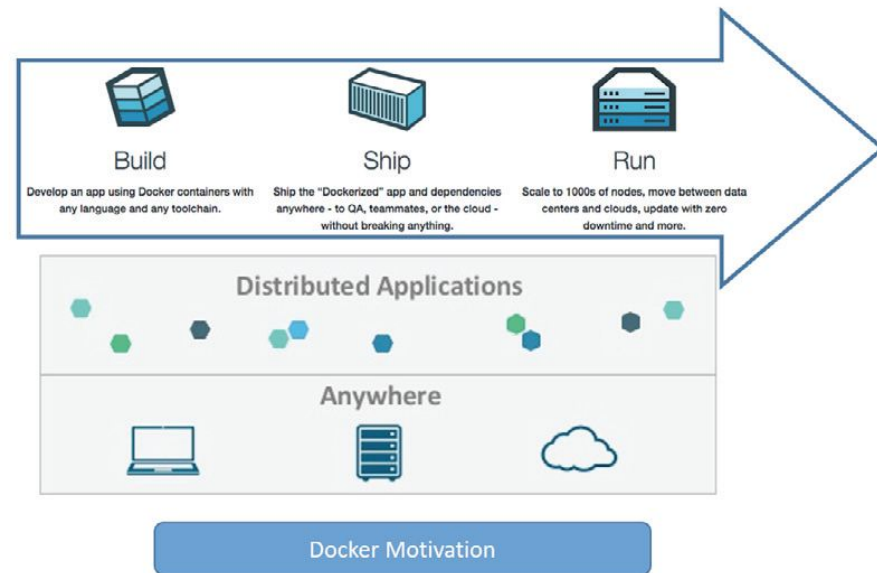 Build
Develop an app using Docker containers with
any language and any toolchain.
Ship
Ship the “Dockerized” app and dependencies
anywhere - to QA, teammates, or the cloud -
without breaking anything.
Run
Scale to 1000s of nodes, move between data
centers and clouds, update with zero
downtime and more.
Distributed Applications
Anywhere
Docker Motivation